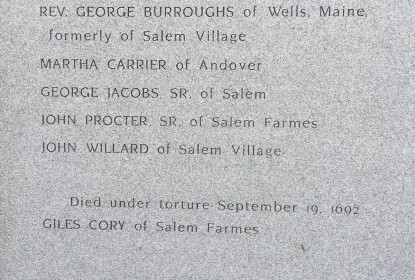 REV. GEORGE BURROUGHS of Wells, Maine,
formerly of Salem Village
MARTHA CARRIER of Andover
GEORGE JACOBS, SR. of Salem
JOHN PROCTER, SR. of Salem Farmes
JOHN WILLARD of Salem Village
Died under torture September 19, 1692
GILES CORY of Salem Farmes